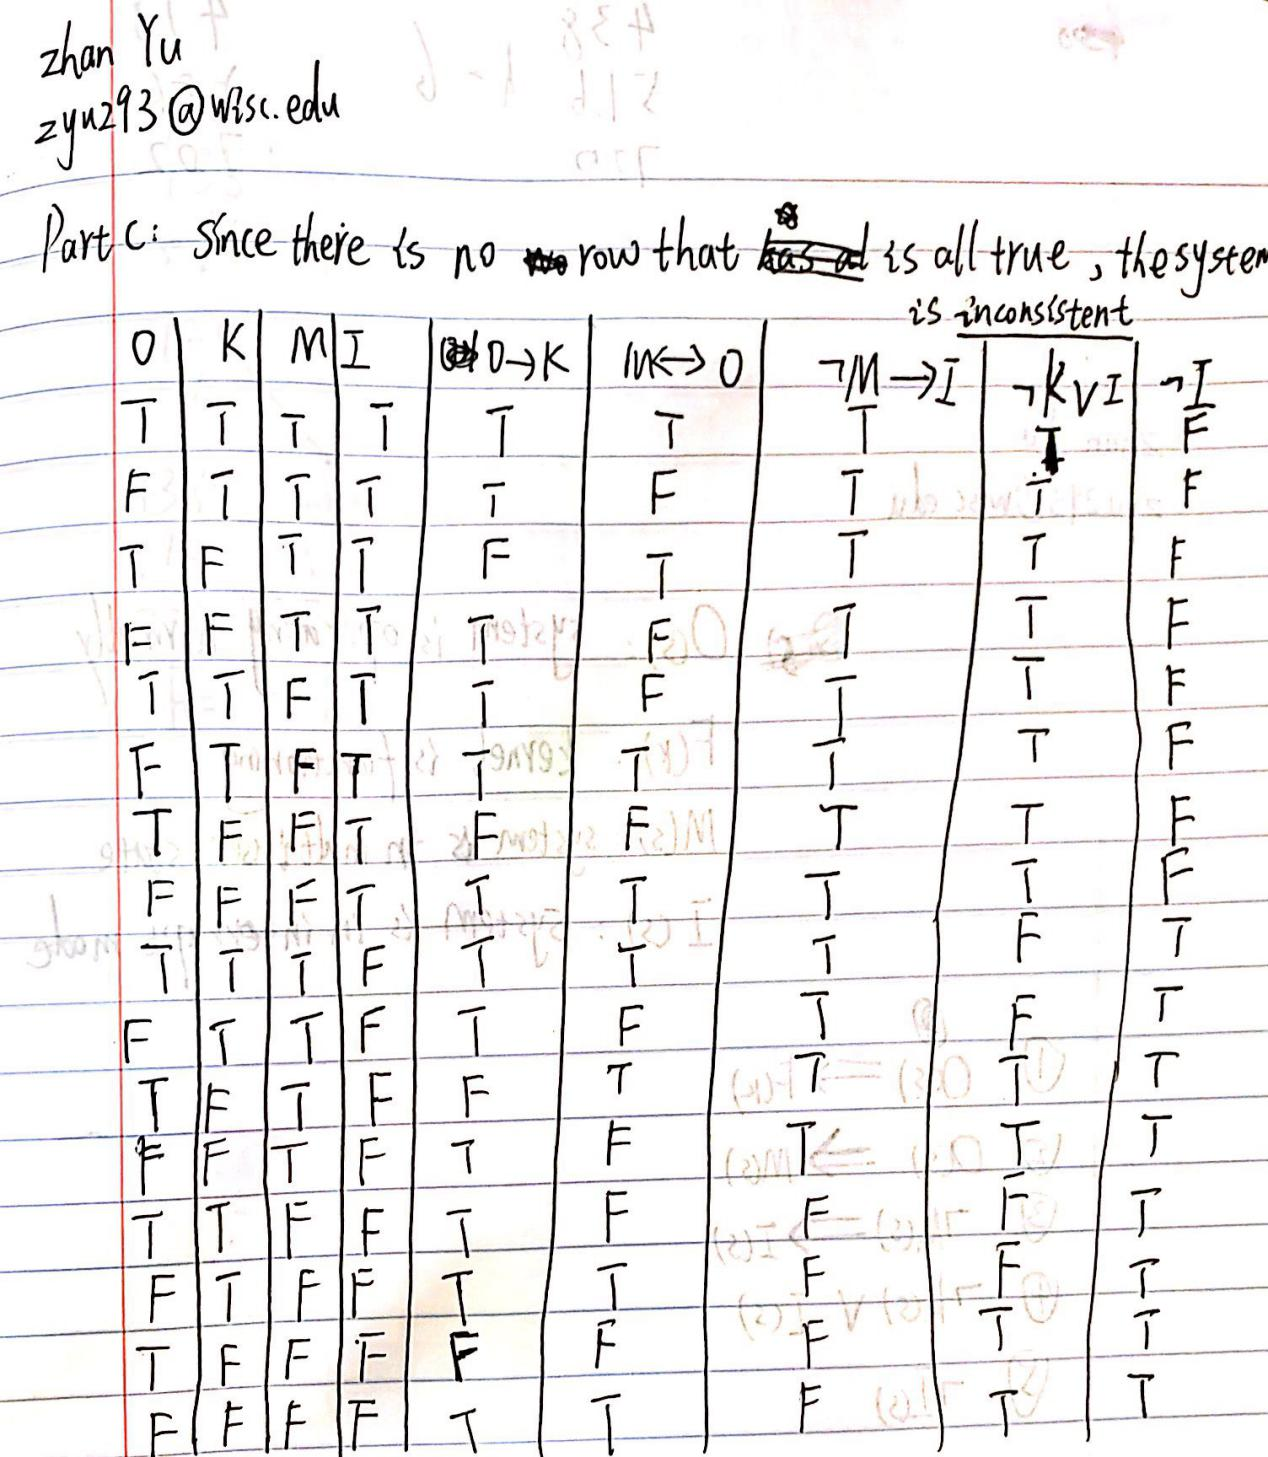 zhan Yu
zyu293@wisc.edu
Part C: Since there is no row that is all true, the system
is inconsistent
O K M I O→K M↔O ¬M→I ¬K∨I ¬I
T T T T T T T T F
F T T T T F T T F
T F T T F T T T F
F F T T T F T T F
T T F T T F T T F
F T F T T T T T F
T F F T F F T T F
F F F T T T T T F
T T T F T T T F T
F T T F T F T F T
T F T F F T T T T
F F T F T F T T T
T T F F T F F F T
F T F F T T F F T
T F F F F F F T T
F F F F T T F T T